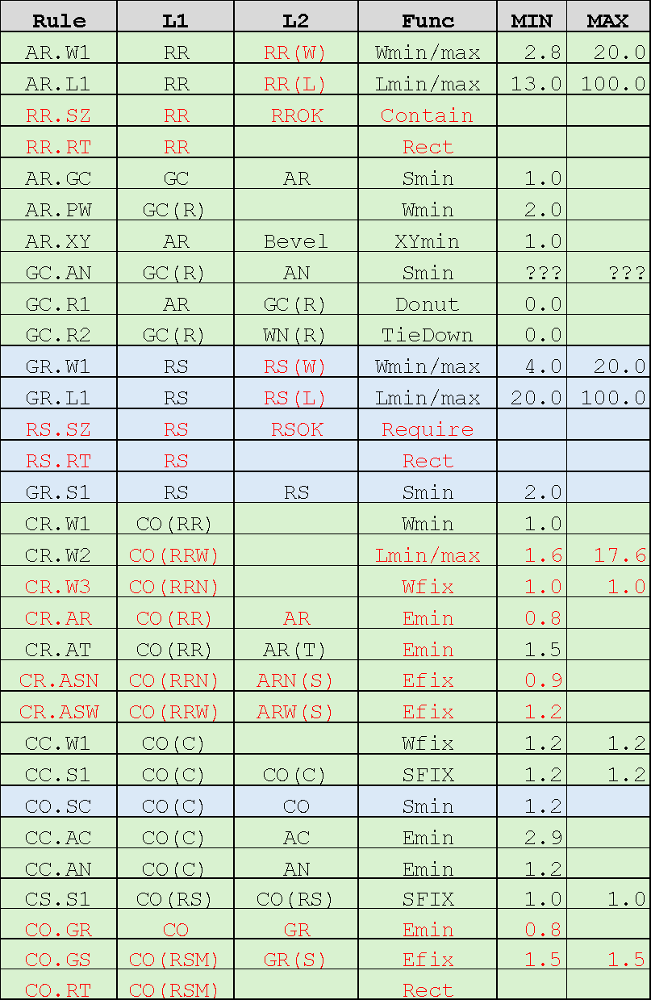 Rule L1 L2 Func MIN MAX
AR.W1 RR RR(W) Wmin/max 2.8 20.0
AR.L1 RR RR(L) Lmin/max 13.0 100.0
RR.SZ RR RROK Contain
RR.RT RR Rect
AR.GC GC AR Smin 1.0
AR.PW GC(R) Wmin 2.0
AR.XY AR Bevel XYmin 1.0
GC.AN GC(R) AN Smin ??? ???
GC.R1 AR GC(R) Donut 0.0
GC.R2 GC(R) WN(R) TieDown 0.0
GR.W1 RS RS(W) Wmin/max 4.0 20.0
GR.L1 RS RS(L) Lmin/max 20.0 100.0
RS.SZ RS RSOK Require
RS.RT RS Rect
GR.S1 RS RS Smin 2.0
CR.W1 CO(RR) Wmin 1.0
CR.W2 CO(RRW) Lmin/max 1.6 17.6
CR.W3 CO(RRN) Wfix 1.0 1.0
CR.AR CO(RR) AR Emin 0.8
CR.AT CO(RR) AR(T) Emin 1.5
CR.ASN CO(RRN) ARN(S) Efix 0.9
CR.ASW CO(RRW) ARW(S) Efix 1.2
CC.W1 CO(C) Wfix 1.2 1.2
CC.S1 CO(C) CO(C) SFIX 1.2 1.2
CO.SC CO(C) CO Smin 1.2
CC.AC CO(C) AC Emin 2.9
CC.AN CO(C) AN Emin 1.2
CS.S1 CO(RS) CO(RS) SFIX 1.0 1.0
CO.GR CO GR Emin 0.8
CO.GS CO(RSM) GR(S) Efix 1.5 1.5
CO.RT CO(RSM) Rect